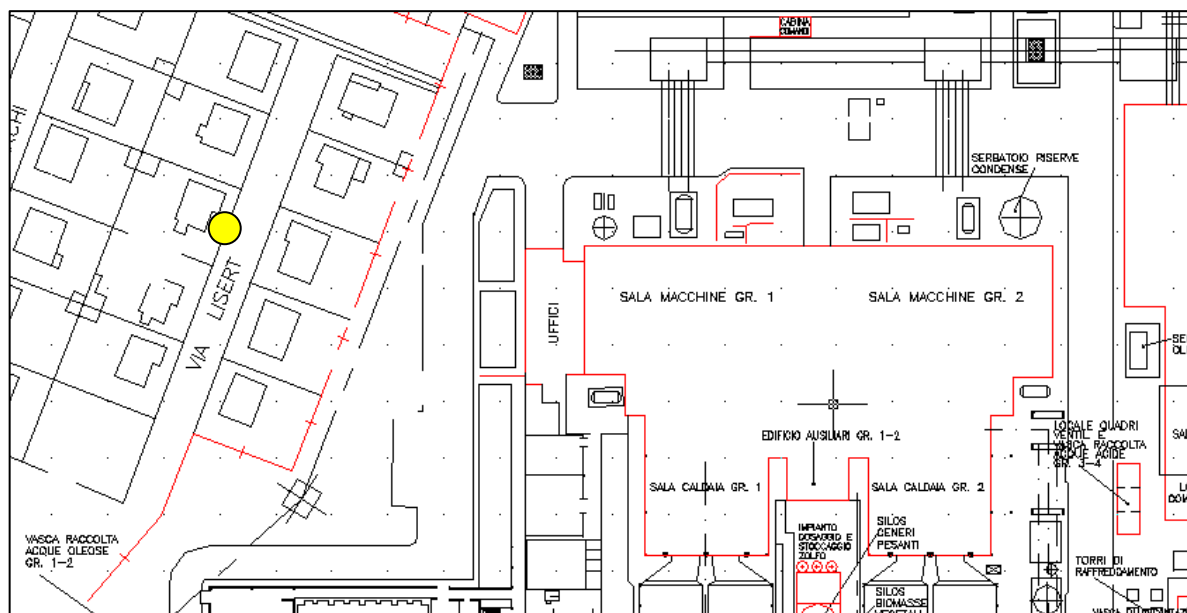 CABINA
COMANDI
SERBATOIO RISERVE
CONDENSE
VIA LISERT
UFFICI
SALA MACCHINE GR. 1
SALA MACCHINE GR. 2
EDIFICIO AUSILIARI GR. 1-2
LOCALE QUADRI
VENTIL E
VASCA RACCOLTA
ACQUE ACIDE
GR. 3-4
SALA CALDAIA GR. 1
SALA CALDAIA GR. 2
VASCA RACCOLTA
ACQUE OLEOSE
GR. 1-2
IMPIANTO
DOSAGGIO E
STOCCAGGIO
ZOLFO
SILOS
CENERI
PESANTI
SILOS
BIOMASSE
TORRI DI
RAFFREDDAMENTO